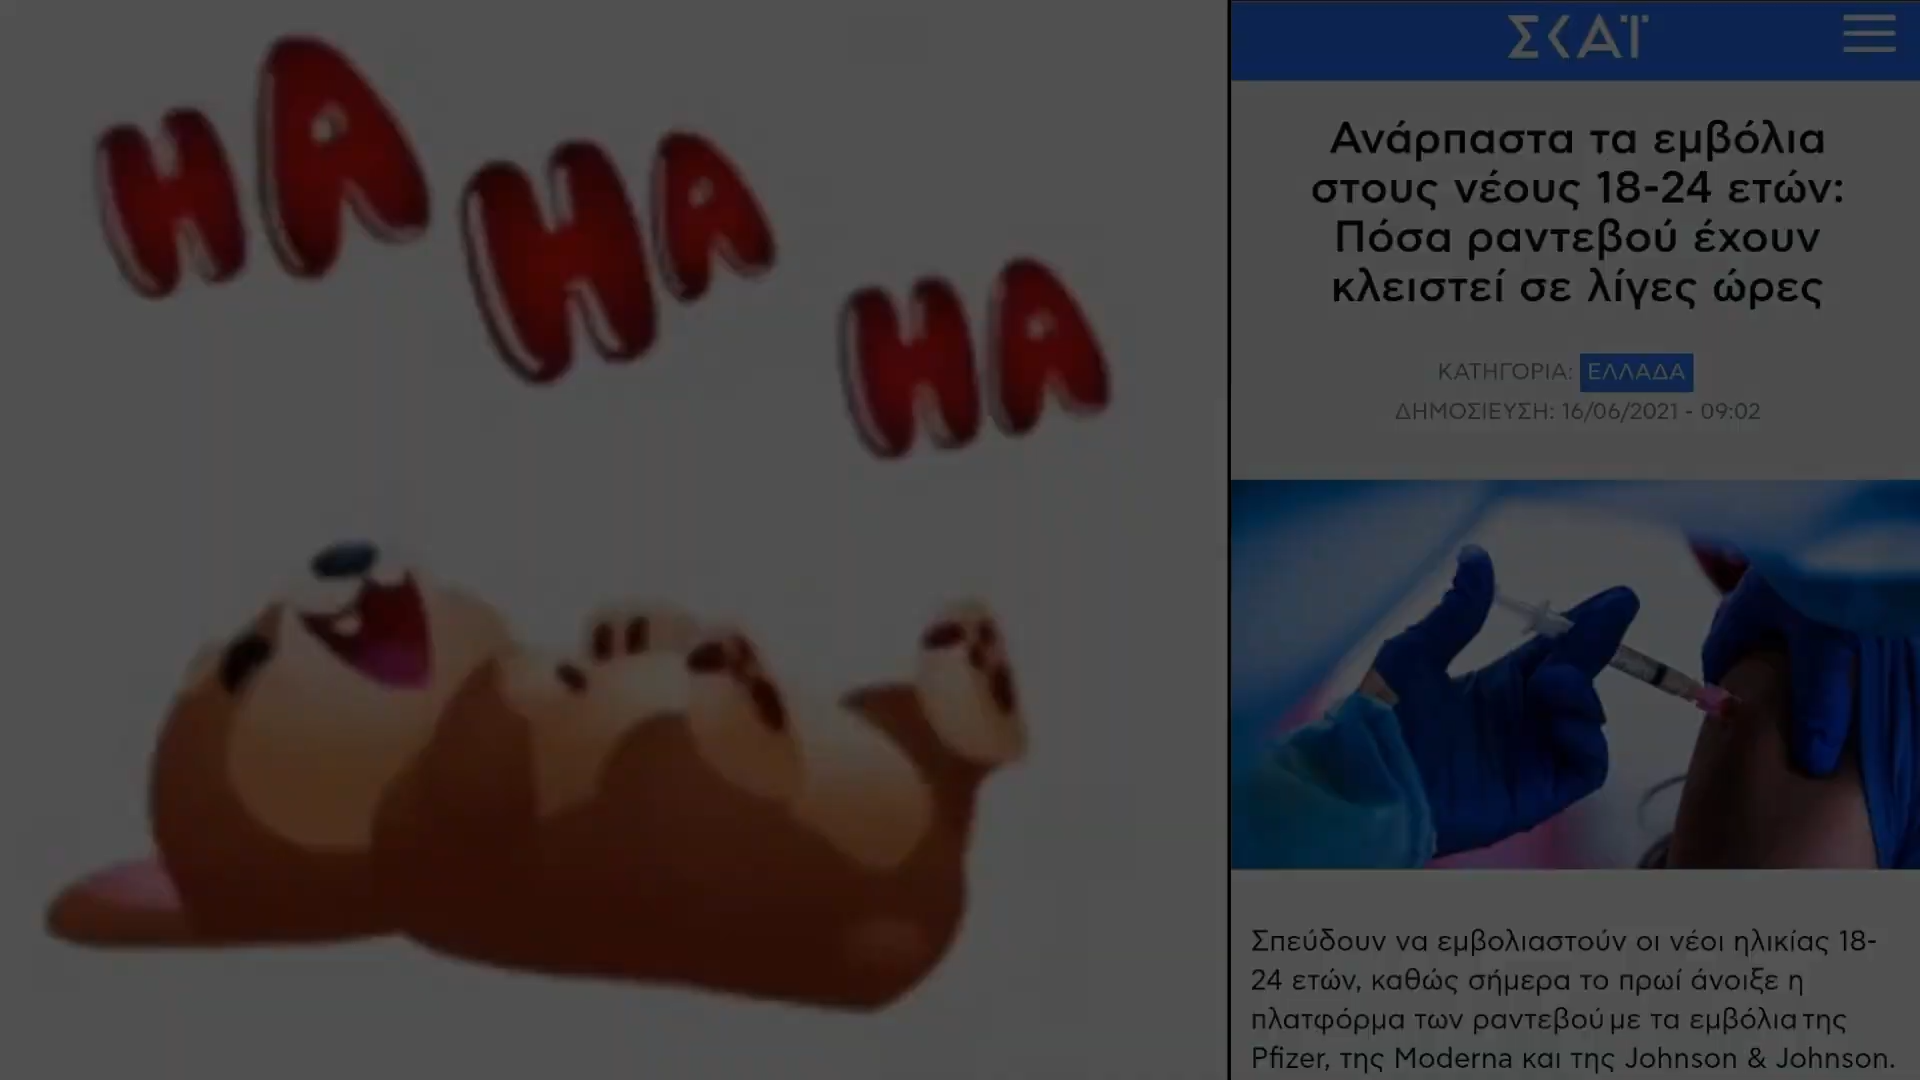 HA HA HA
ΣΚΑΪ
Ανάρπαστα τα εμβόλια
στους νέους 18-24 ετών:
Πόσα ραντεβού έχουν
κλειστεί σε λίγες ώρες
ΚΑΤΗΓΟΡΙΑ: ΕΛΛΑΔΑ
ΔΗΜΟΣΙΕΥΣΗ: 16/06/2021 - 09:02
Σπεύδουν να εμβολιαστούν οι νέοι ηλικίας 18-
24 ετών, καθώς σήμερα το πρωί άνοιξε η
πλατφόρμα των ραντεβού με τα εμβόλια της
Pfizer, της Moderna και της Johnson & Johnson.